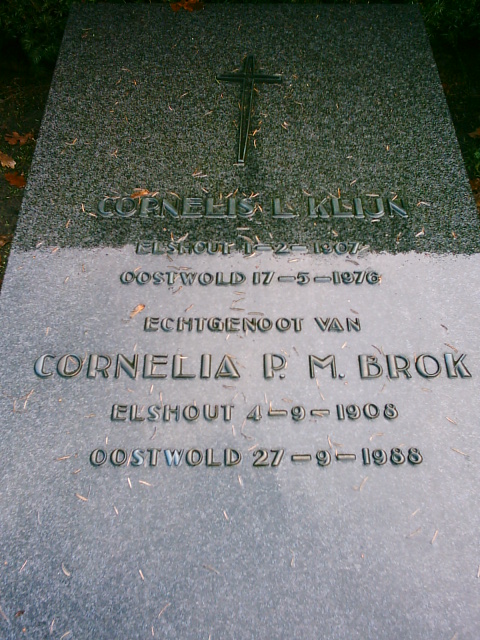 CORNELIS L. KLIJN
ELSHOUT 1-2-1907
OOSTWOLD 17-5-1976
ECHTGENOOT VAN
CORNELIA P. M. BROK
ELSHOUT 4-9-1908
OOSTWOLD 27-9-1988